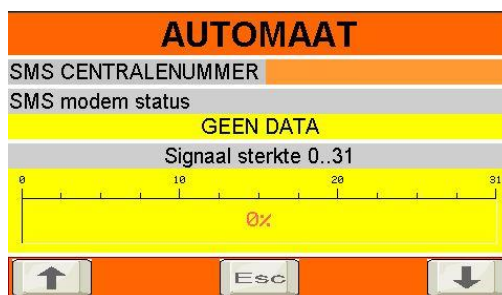 AUTOMAAT
SMS CENTRALENUMMER
SMS modem status
GEEN DATA
Signaal sterkte 0..31
0 10 20 31
0%
Esc